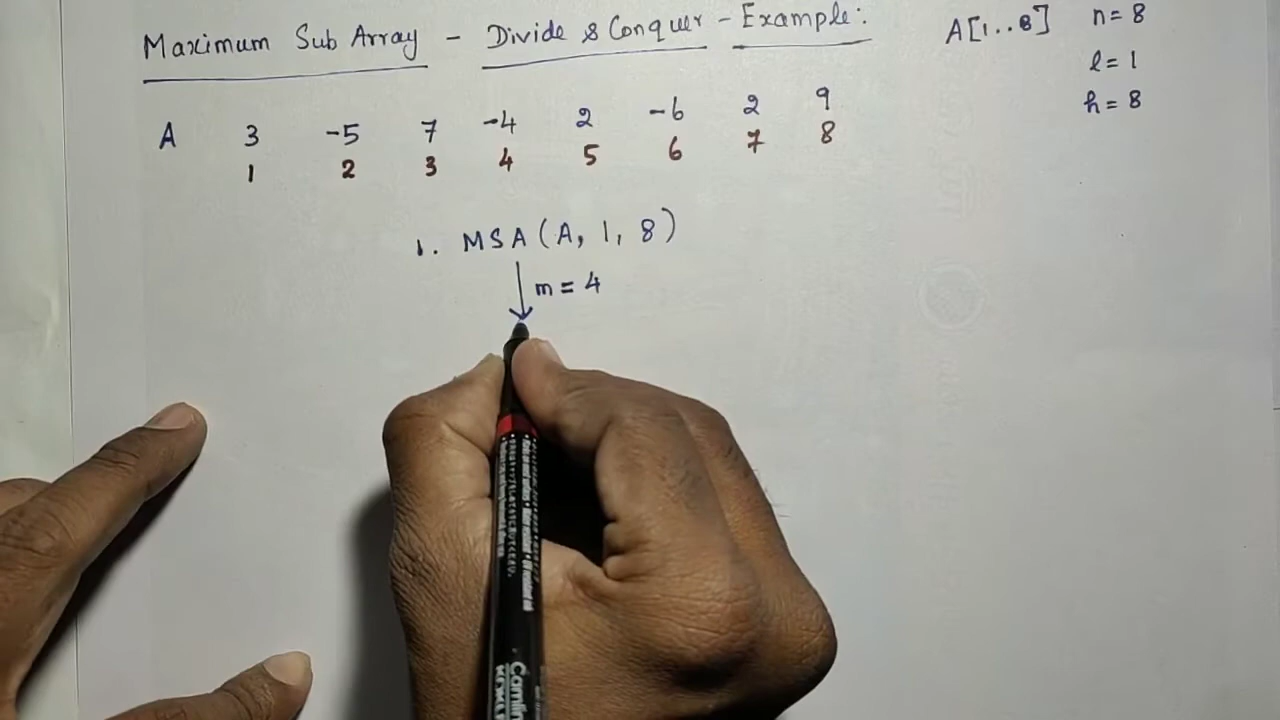 Maximum Sub Array - Divide & Conquer - Example:
A[1..8] n=8
l=1
h=8
A 3 -5 7 -4 2 -6 2 9
1 2 3 4 5 6 7 8
1. MSA(A, 1, 8)
m=4
Camlin